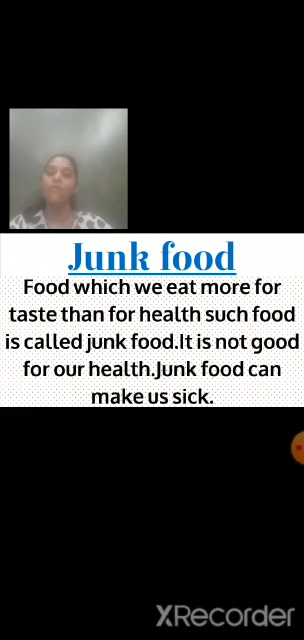 Junk food
Food which we eat more for
taste than for health such food
is called junk food.It is not good
for our health.Junk food can
make us sick.
XRecorder